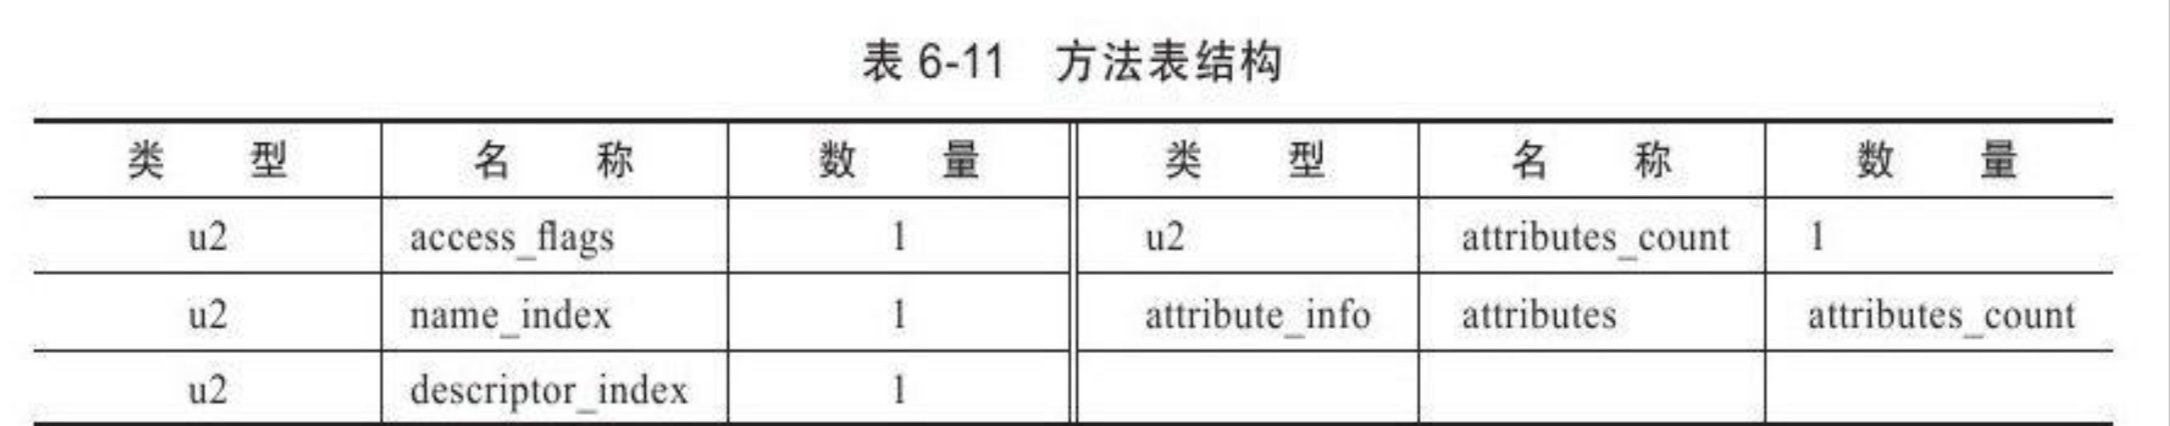 表 6-11 方法表结构
类 型 名 称 数 量 类 型 名 称 数 量
u2 access_flags 1 u2 attributes_count 1
u2 name_index 1 attribute_info attributes attributes_count
u2 descriptor_index 1